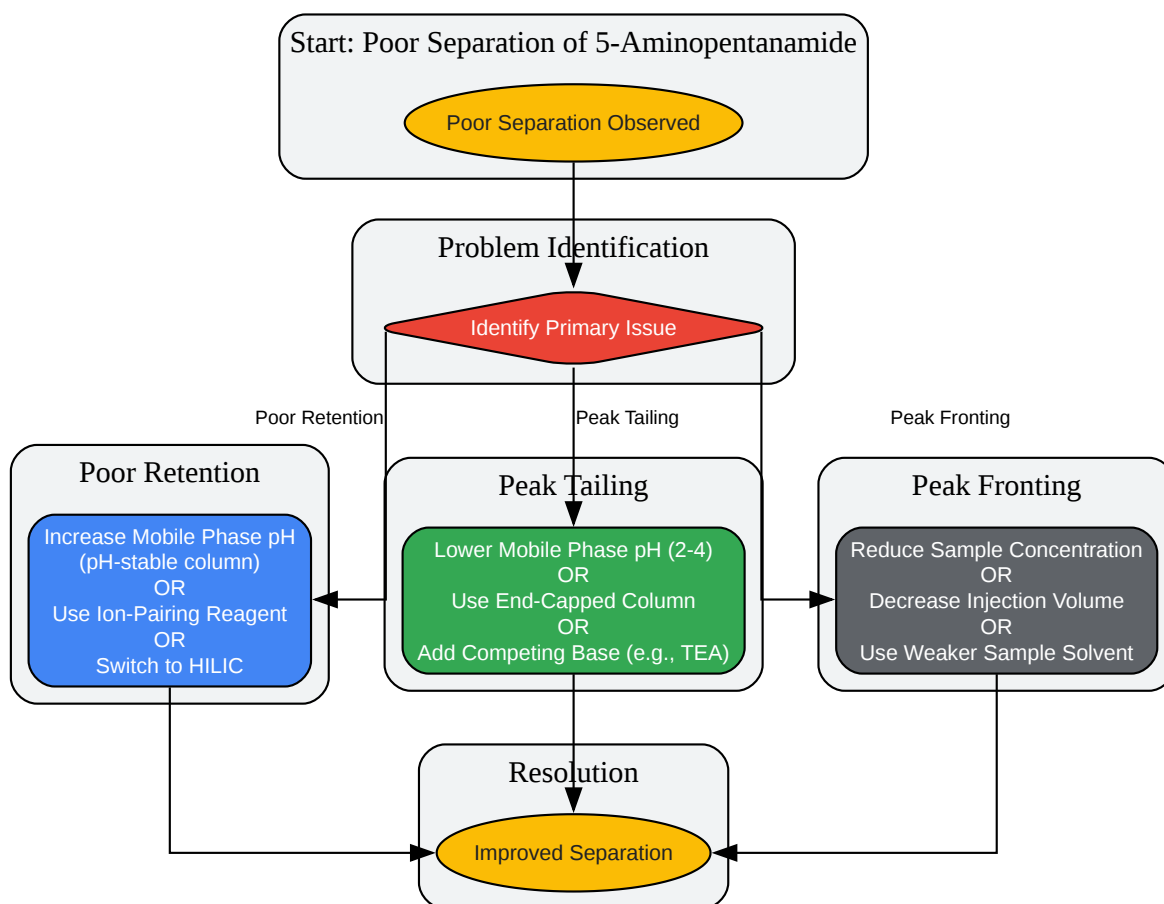 Start: Poor Separation of 5-Aminopentanamide
Poor Separation Observed
Problem Identification
Identify Primary Issue
Poor Retention
Peak Tailing
Peak Fronting
Poor Retention
Increase Mobile Phase pH
(pH-stable column)
OR
Use Ion-Pairing Reagent
OR
Switch to HILIC
Peak Tailing
Lower Mobile Phase pH (2-4)
OR
Use End-Capped Column
OR
Add Competing Base (e.g., TEA)
Peak Fronting
Reduce Sample Concentration
OR
Decrease Injection Volume
OR
Use Weaker Sample Solvent
Resolution
Improved Separation